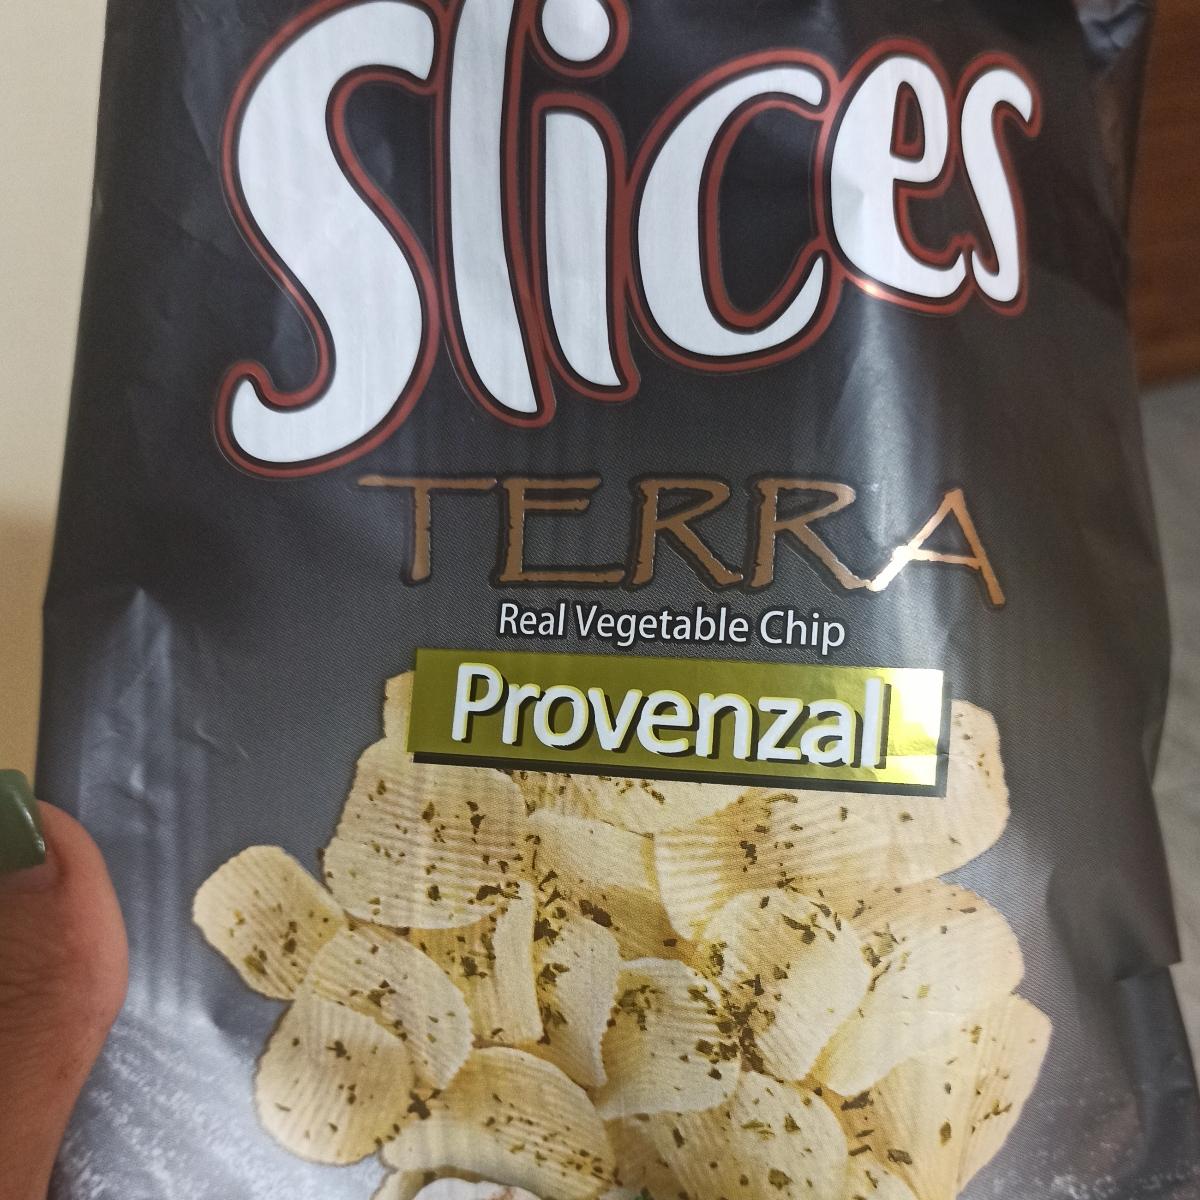 Slices
TERRA
Real Vegetable Chip
Provenzal